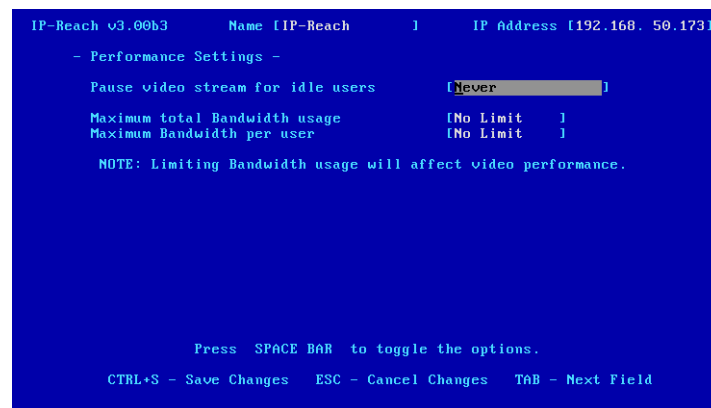 IP-Reach v3.00b3 Name [IP-Reach ] IP Address [192.168. 50.173]
- Performance Settings -
Pause video stream for idle users [Never ]
Maximum total Bandwidth usage [No Limit ]
Maximum Bandwidth per user [No Limit ]
NOTE: Limiting Bandwidth usage will affect video performance.
Press SPACE BAR to toggle the options.
CTRL+S - Save Changes ESC - Cancel Changes TAB - Next Field